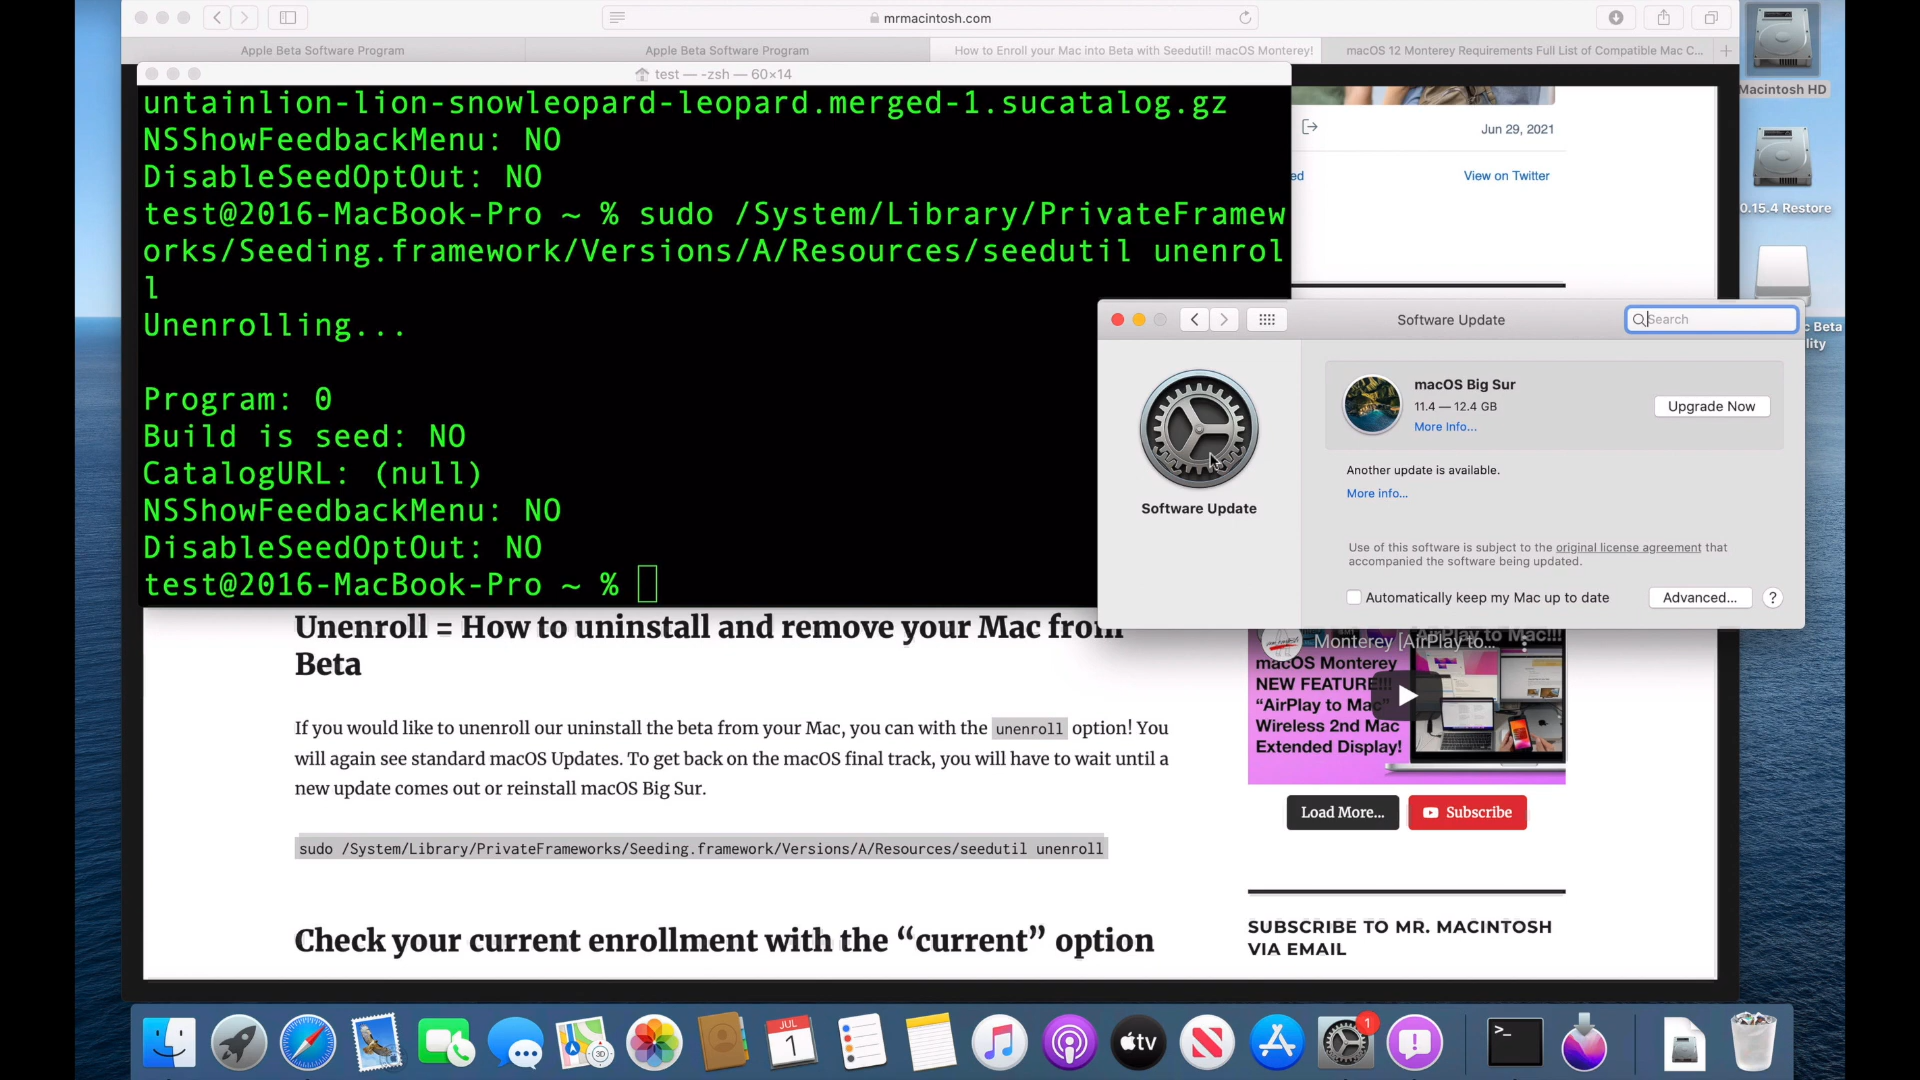 mrmacintosh.com
Apple Beta Software Program
Apple Beta Software Program
How to Enroll your Mac into Beta with Seedutil! macOS Monterey!
macOS 12 Monterey Requirements Full List of Compatible Mac C...
test — -zsh — 60×14
untainlion-lion-snowleopard-leopard.merged-1.sucatalog.gz
NSShowFeedbackMenu: NO
DisableSeedOptOut: NO
test@2016-MacBook-Pro ~ % sudo /System/Library/PrivateFramew
orks/Seeding.framework/Versions/A/Resources/seedutil unenrol
l
Unenrolling...
Program: 0
Build is seed: NO
CatalogURL: (null)
NSShowFeedbackMenu: NO
DisableSeedOptOut: NO
test@2016-MacBook-Pro ~ %
Jun 29, 2021
ed
View on Twitter
Macintosh HD
0.15.4 Restore
c Beta
lity
Software Update
Search
Software Update
macOS Big Sur
11.4 — 12.4 GB
More Info...
Upgrade Now
Another update is available.
More info...
Use of this software is subject to the original license agreement that
accompanied the software being updated.
Automatically keep my Mac up to date
Advanced...
?
Unenroll = How to uninstall and remove your Mac from
Beta
If you would like to unenroll our uninstall the beta from your Mac, you can with the unenroll option! You
will again see standard macOS Updates. To get back on the macOS final track, you will have to wait until a
new update comes out or reinstall macOS Big Sur.
sudo /System/Library/PrivateFrameworks/Seeding.framework/Versions/A/Resources/seedutil unenroll
Check your current enrollment with the “current” option
Monterey [AirPlay to...
AirPlay to Mac!!!
macOS Monterey
NEW FEATURE!!!
“AirPlay to Mac”
Wireless 2nd Mac
Extended Display!
Load More...
Subscribe
SUBSCRIBE TO MR. MACINTOSH
VIA EMAIL
JUL
1
3D
tv
1
>_